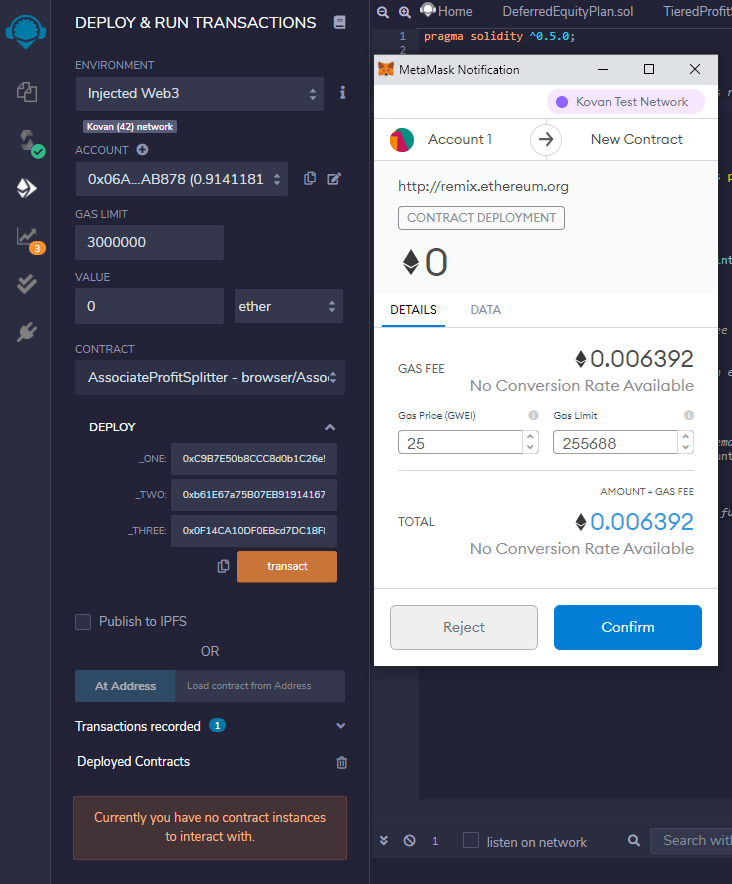 DEPLOY & RUN TRANSACTIONS
ENVIRONMENT
Injected Web3
Kovan (42) network
ACCOUNT
0x06A...AB878 (0.9141181
GAS LIMIT
3000000
VALUE
0
ether
CONTRACT
AssociateProfitSplitter - browser/Asso
DEPLOY
_ONE:
0xC9B7E50b8CCC8d0b1C26e
_TWO:
0xb61E67a75B07EB91914167
_THREE:
0x0F14CA10DF0EBcd7DC18F
transact
Publish to IPFS
OR
At Address
Load contract from Address
Transactions recorded 1
Deployed Contracts
Currently you have no contract instances
to interact with.
3
Home
DeferredEquityPlan.sol
TieredProfitS
1 pragma solidity ^0.5.0;
2
MetaMask Notification
Kovan Test Network
Account 1
New Contract
http://remix.ethereum.org
CONTRACT DEPLOYMENT
0
DETAILS
DATA
GAS FEE
0.006392
No Conversion Rate Available
Gas Price (GWEI)
Gas Limit
25
255688
AMOUNT + GAS FEE
TOTAL
0.006392
No Conversion Rate Available
Reject
Confirm
1
listen on network
Search with